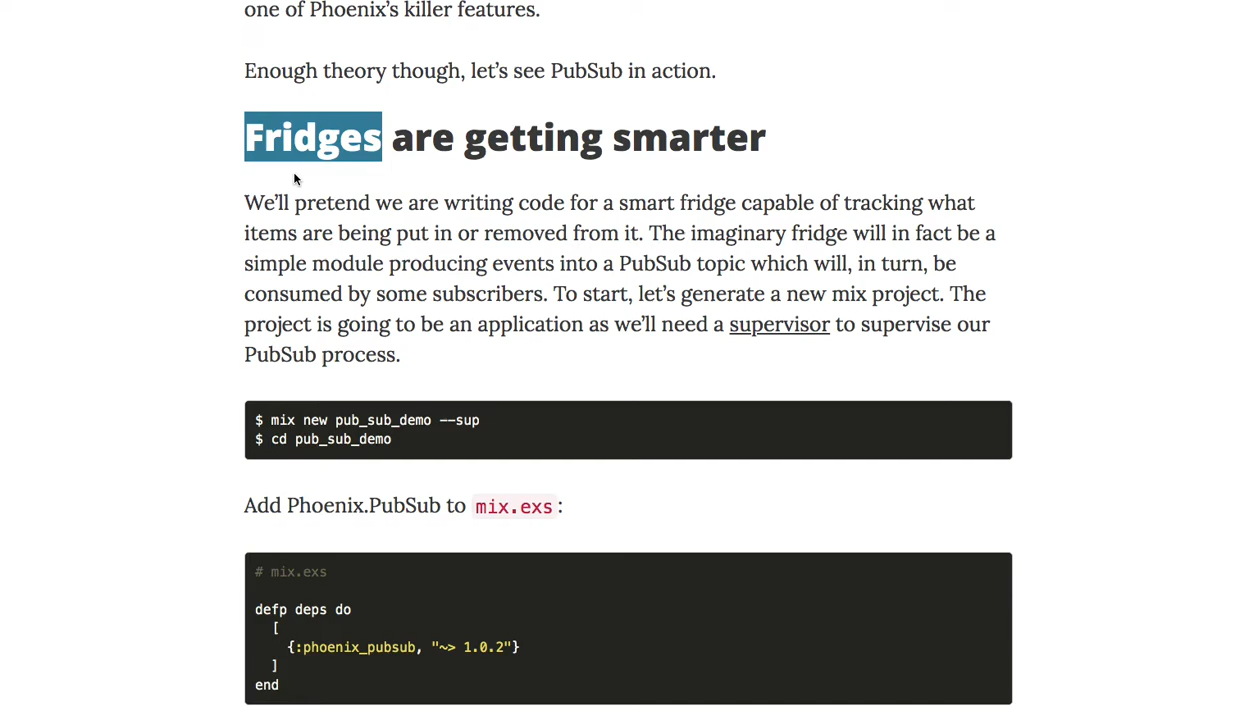 one of Phoenix’s killer features.
Enough theory though, let’s see PubSub in action.
Fridges are getting smarter
We’ll pretend we are writing code for a smart fridge capable of tracking what
items are being put in or removed from it. The imaginary fridge will in fact be a
simple module producing events into a PubSub topic which will, in turn, be
consumed by some subscribers. To start, let’s generate a new mix project. The
project is going to be an application as we’ll need a supervisor to supervise our
PubSub process.
$ mix new pub_sub_demo --sup
$ cd pub_sub_demo
Add Phoenix.PubSub to mix.exs:
# mix.exs
defp deps do
[
{:phoenix_pubsub, "~> 1.0.2"}
]
end